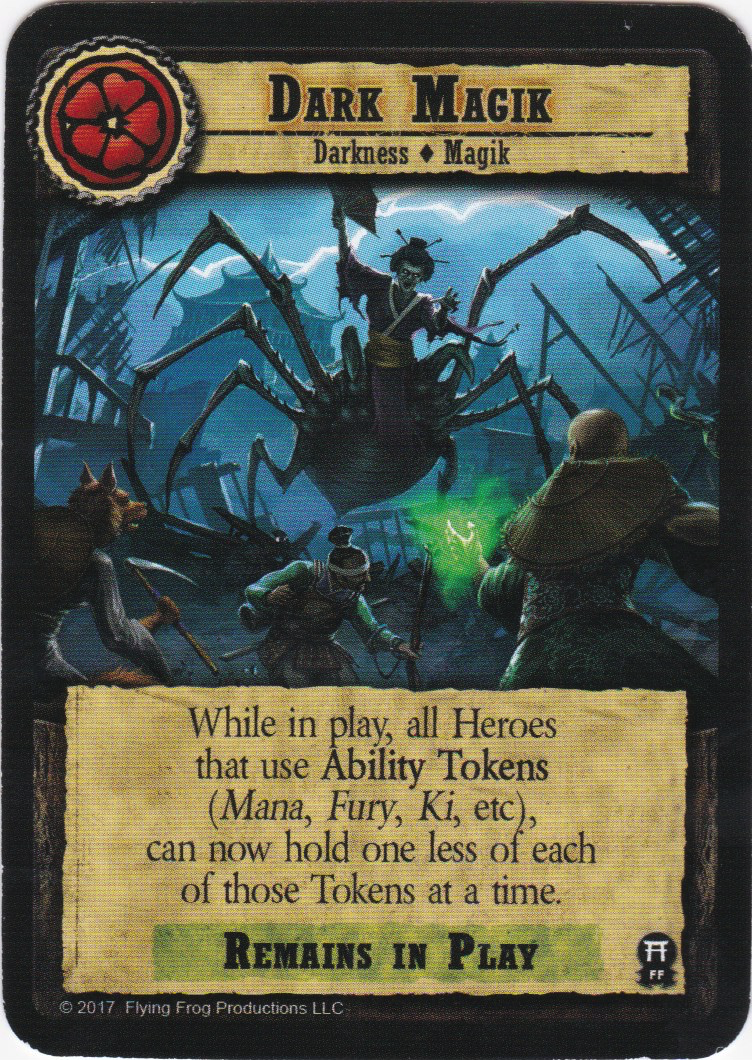 Dark Magik
Darkness ♦ Magik
While in play, all Heroes
that use Ability Tokens
(Mana, Fury, Ki, etc),
can now hold one less of each
of those Tokens at a time.
Remains in Play
FF
© 2017 Flying Frog Productions LLC